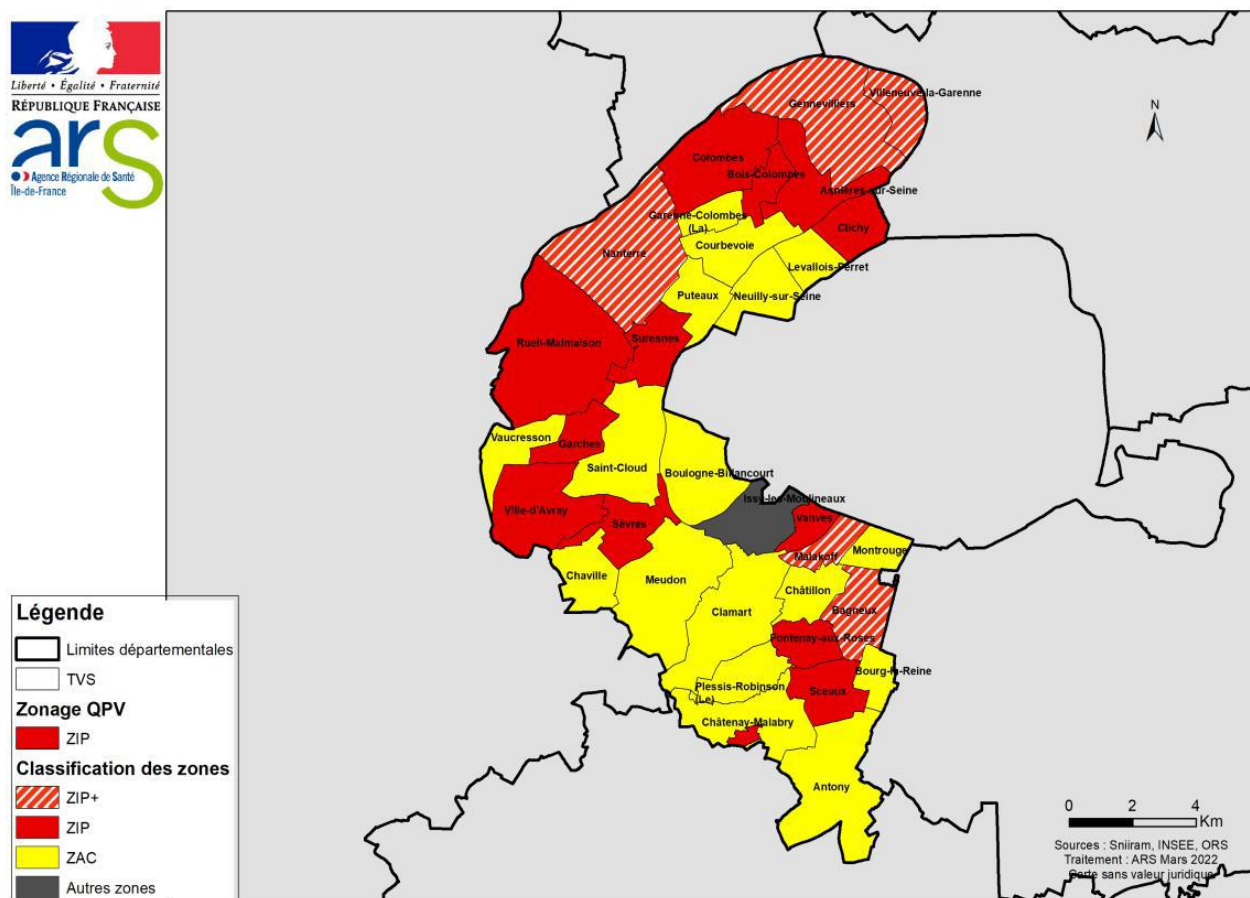 Liberté • Égalité • Fraternité
RÉPUBLIQUE FRANÇAISE
ars
Agence Régionale de Santé
Île-de-France
N
Villeneuve-la-Garenne
Gennevilliers
Colombes
Bois-Colombes
Asnières-sur-Seine
Garenne-Colombes
(La)
Clichy
Courbevoie
Nanterre
Levallois-Perret
Puteaux
Neuilly-sur-Seine
Rueil-Malmaison
Suresnes
Vaucresson
Garches
Saint-Cloud
Boulogne-Billancourt
Issy-les-Moulineaux
Ville-d'Avray
Sèvres
Vanves
Malakoff
Montrouge
Chaville
Meudon
Châtillon
Clamart
Bagneux
Fontenay-aux-Roses
Bourg-la-Reine
Plessis-Robinson
(Le)
Sceaux
Châtenay-Malabry
Antony
Légende
Limites départementales
TVS
Zonage QPV
ZIP
Classification des zones
ZIP+
ZIP
ZAC
Autres zones
0 2 4
Km
Sources : Sniiram, INSEE, ORS
Traitement : ARS Mars 2022
Carte sans valeur juridique